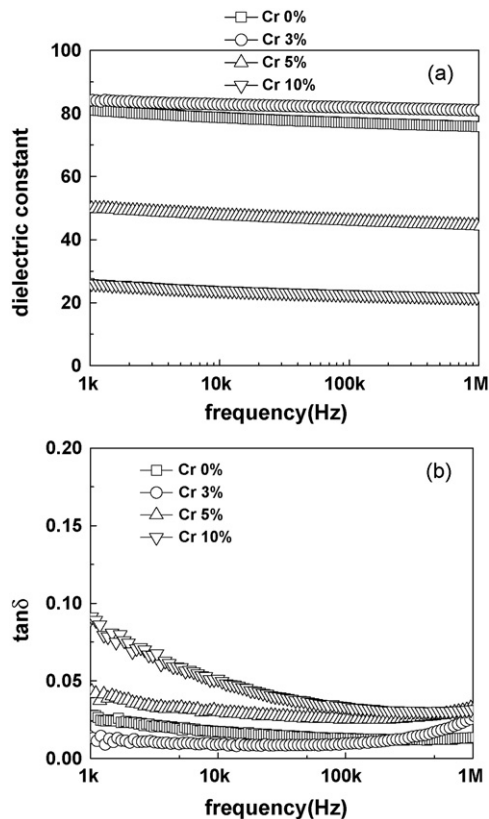 Cr 0%
Cr 3%
Cr 5%
Cr 10%
(a)
100
80
60
40
20
0
dielectric constant
1k 10k 100k 1M
frequency(Hz)
(b)
Cr 0%
Cr 3%
Cr 5%
Cr 10%
0.20
0.15
0.10
0.05
0.00
tanδ
1k 10k 100k 1M
frequency(Hz)